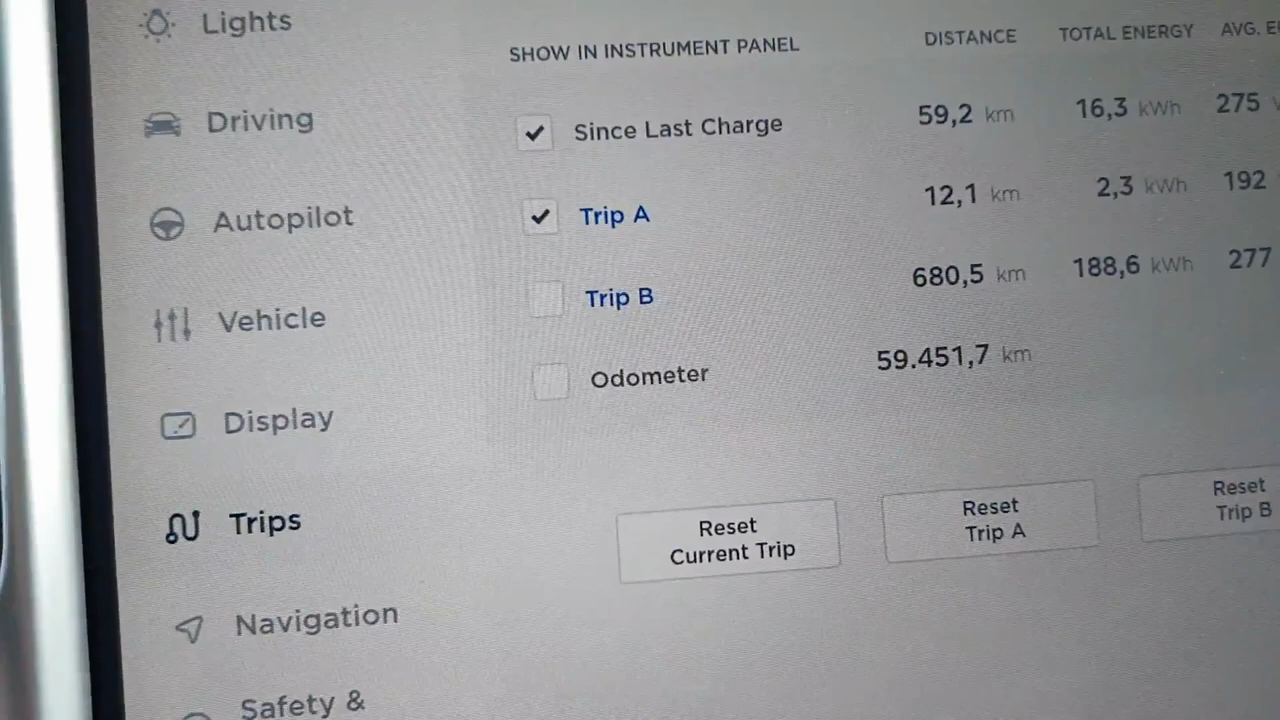 Lights
Driving
Autopilot
Vehicle
Display
Trips
Navigation
Safety &
SHOW IN INSTRUMENT PANEL DISTANCE TOTAL ENERGY AVG.
Since Last Charge 59,2 km 16,3 kWh 275
Trip A 12,1 km 2,3 kWh 192
Trip B 680,5 km 188,6 kWh 277
Odometer 59.451,7 km
Reset
Current Trip
Reset
Trip A
Reset
Trip B